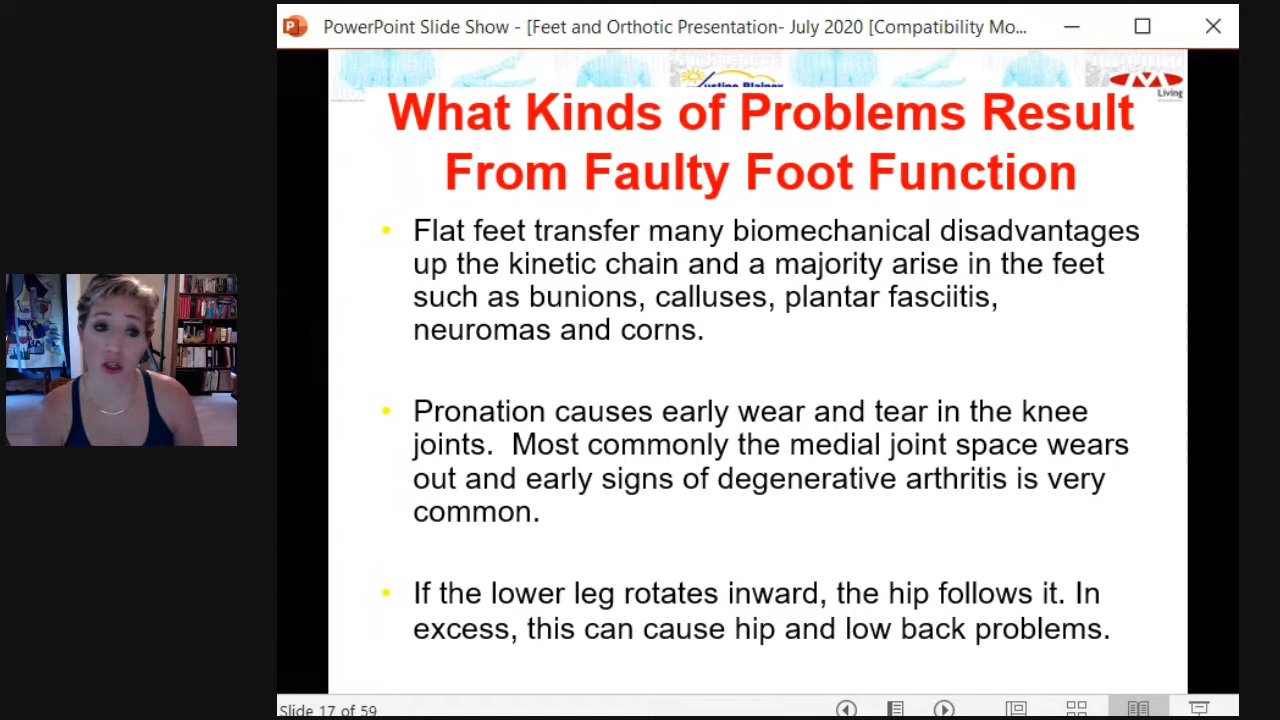 PowerPoint Slide Show - [Feet and Orthotic Presentation- July 2020 [Compatibility Mo...
Living
What Kinds of Problems Result
From Faulty Foot Function
• Flat feet transfer many biomechanical disadvantages
up the kinetic chain and a majority arise in the feet
such as bunions, calluses, plantar fasciitis,
neuromas and corns.
• Pronation causes early wear and tear in the knee
joints. Most commonly the medial joint space wears
out and early signs of degenerative arthritis is very
common.
• If the lower leg rotates inward, the hip follows it. In
excess, this can cause hip and low back problems.
Slide 17 of 59